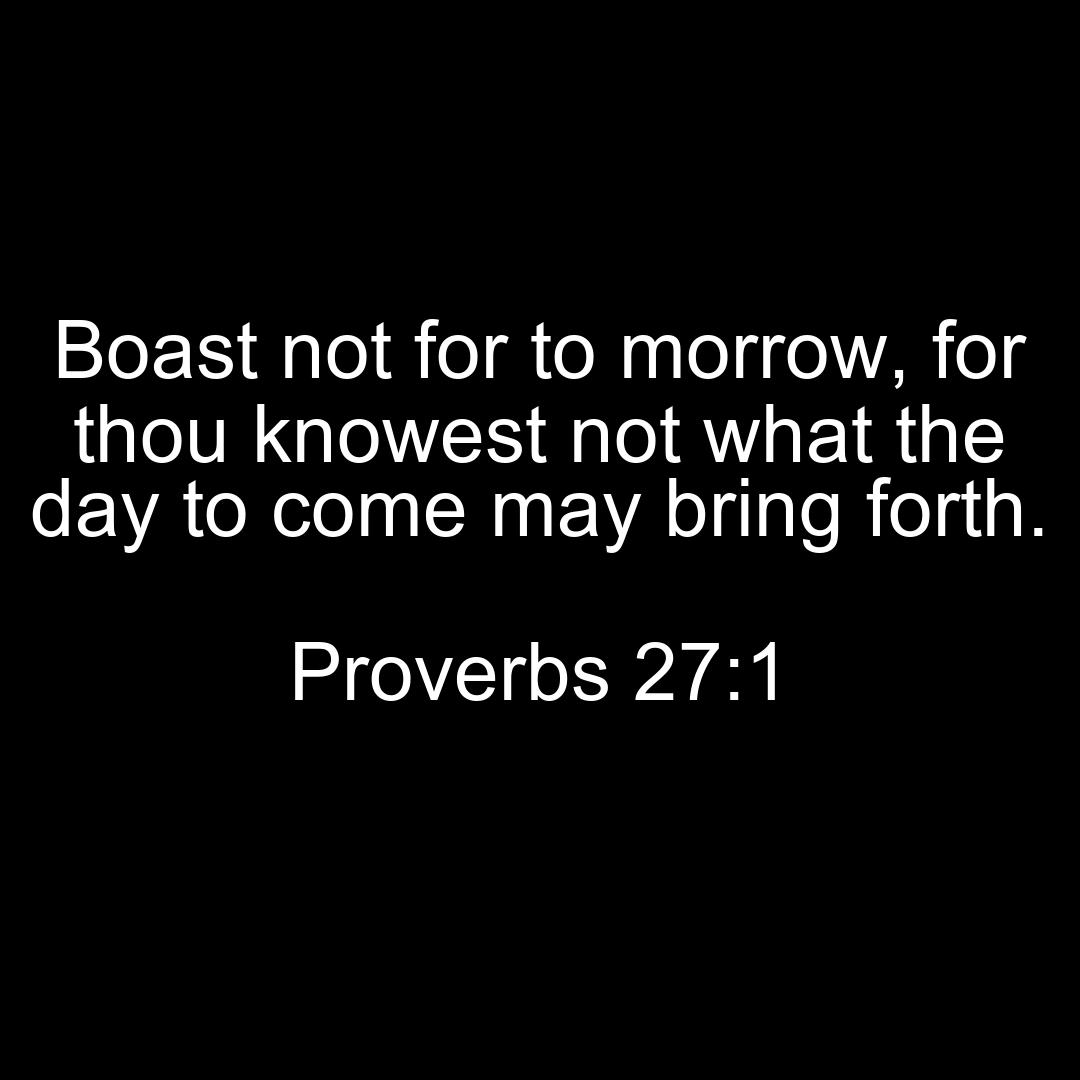 Boast not for to morrow, for
thou knowest not what the
day to come may bring forth.
Proverbs 27:1